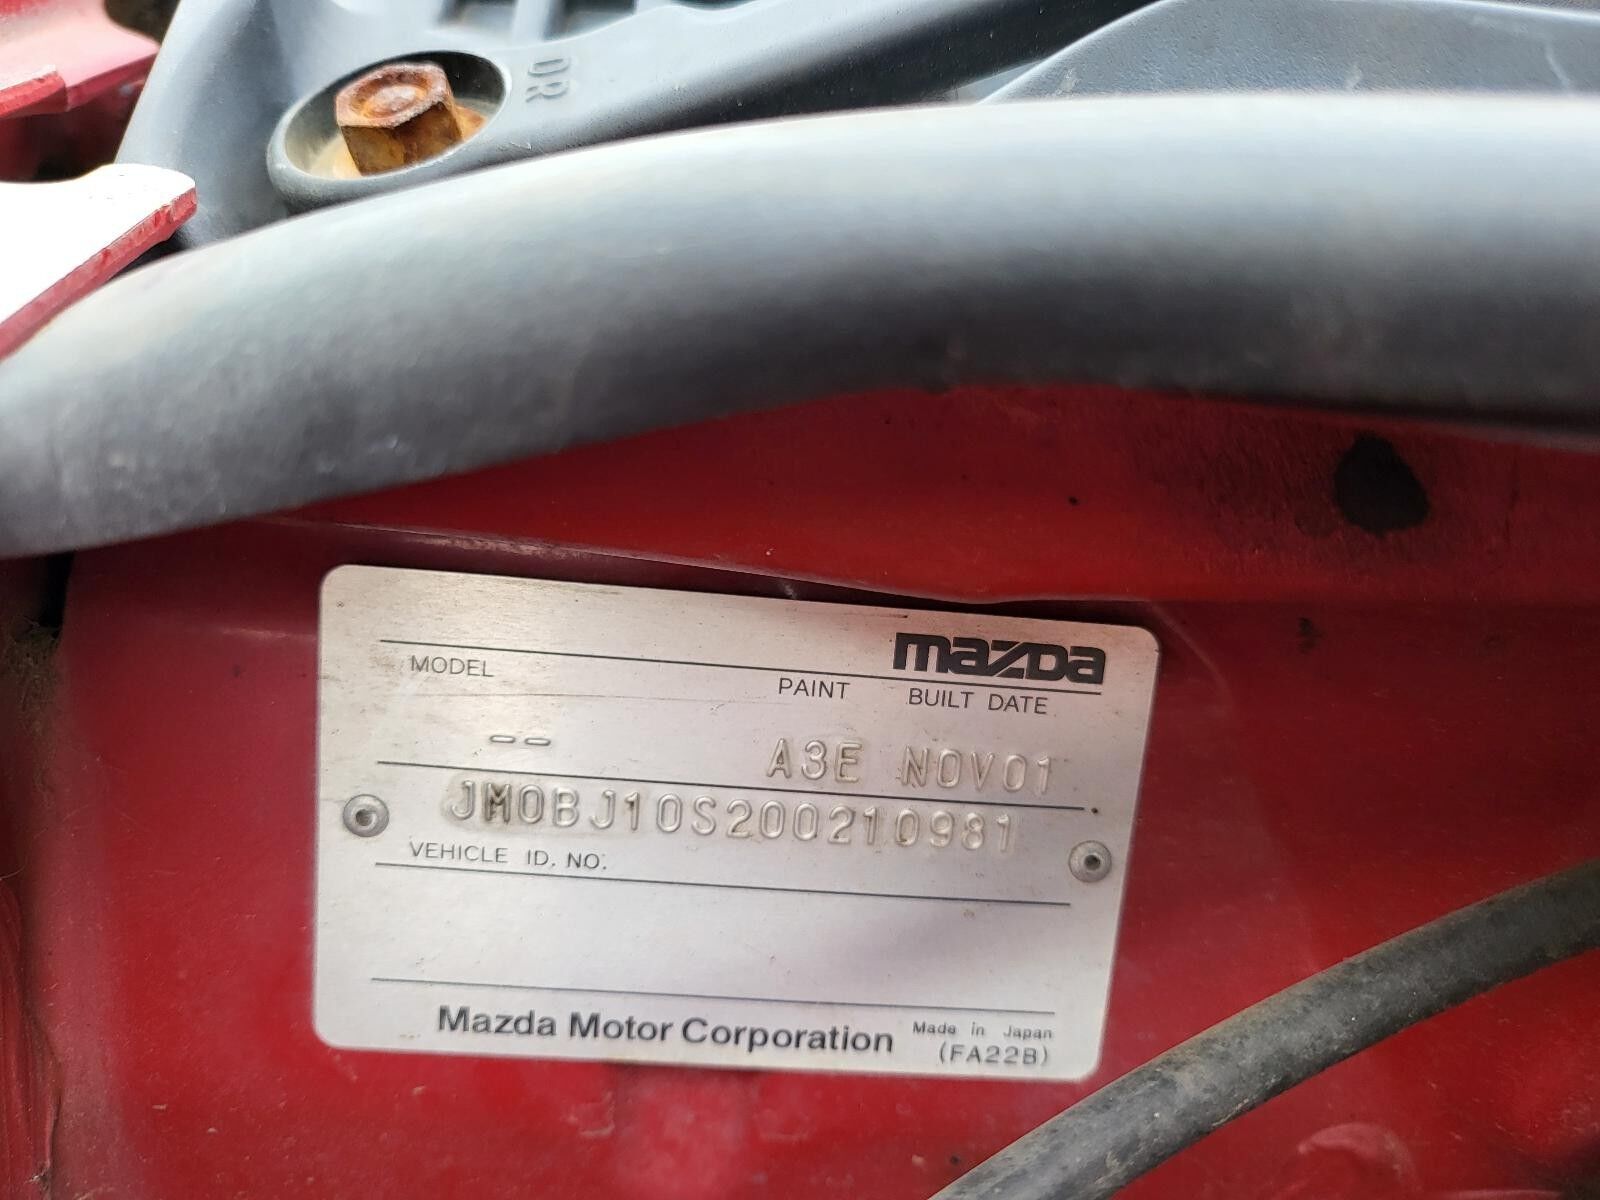 DR
mazda
MODEL PAINT BUILT DATE
-- A3E NOV01
JM0BJ10S200210981
VEHICLE ID. NO.
Mazda Motor Corporation Made in Japan
(FA22B)